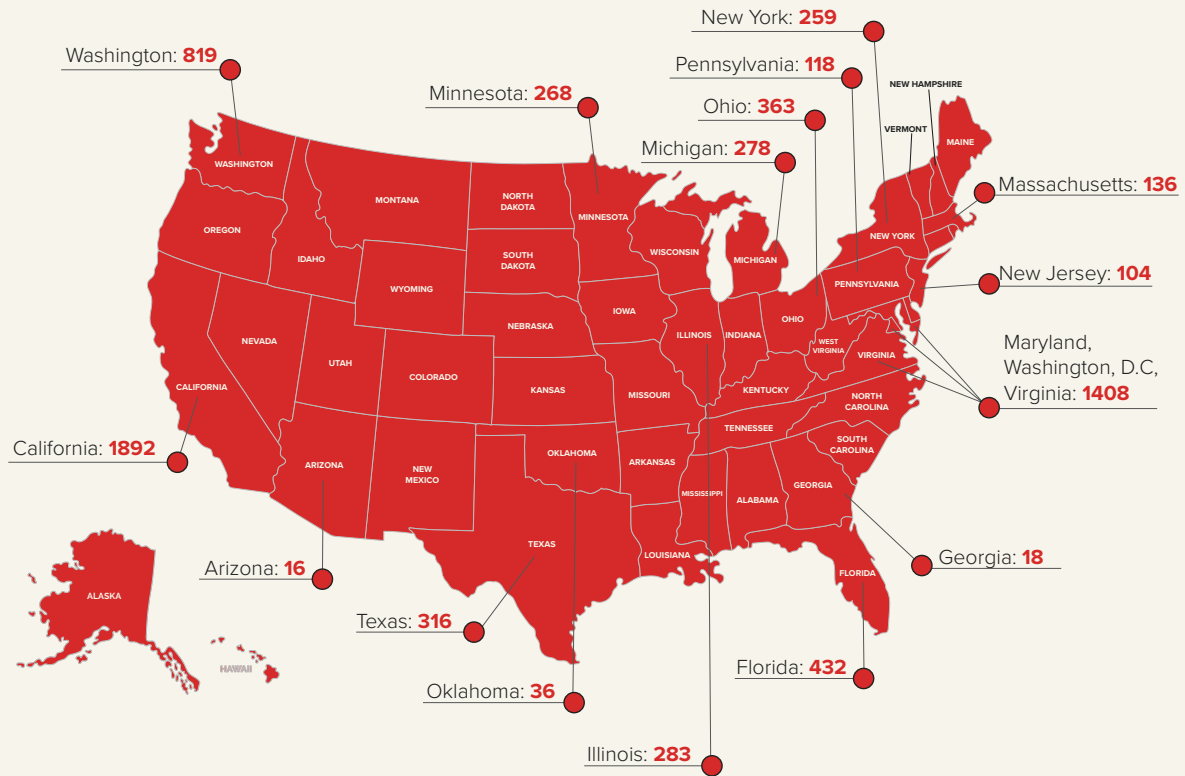 New York: 259
Washington: 819
Pennsylvania: 118
Minnesota: 268
Ohio: 363
Michigan: 278
NEW HAMPSHIRE
VERMONT
MAINE
WASHINGTON
MONTANA
NORTH
DAKOTA
MINNESOTA
Massachusetts: 136
OREGON
IDAHO
SOUTH
DAKOTA
WISCONSIN
MICHIGAN
NEW YORK
WYOMING
PENNSYLVANIA
New Jersey: 104
IOWA
NEBRASKA
ILLINOIS
INDIANA
OHIO
NEVADA
UTAH
COLORADO
KANSAS
MISSOURI
WEST
VIRGINIA
VIRGINIA
KENTUCKY
Maryland,
Washington, D.C,
Virginia: 1408
CALIFORNIA
NORTH
CAROLINA
TENNESSEE
SOUTH
CAROLINA
California: 1892
ARIZONA
NEW
MEXICO
OKLAHOMA
ARKANSAS
MISSISSIPPI
ALABAMA
GEORGIA
TEXAS
LOUISIANA
Georgia: 18
FLORIDA
Arizona: 16
ALASKA
Texas: 316
HAWAII
Florida: 432
Oklahoma: 36
Illinois: 283